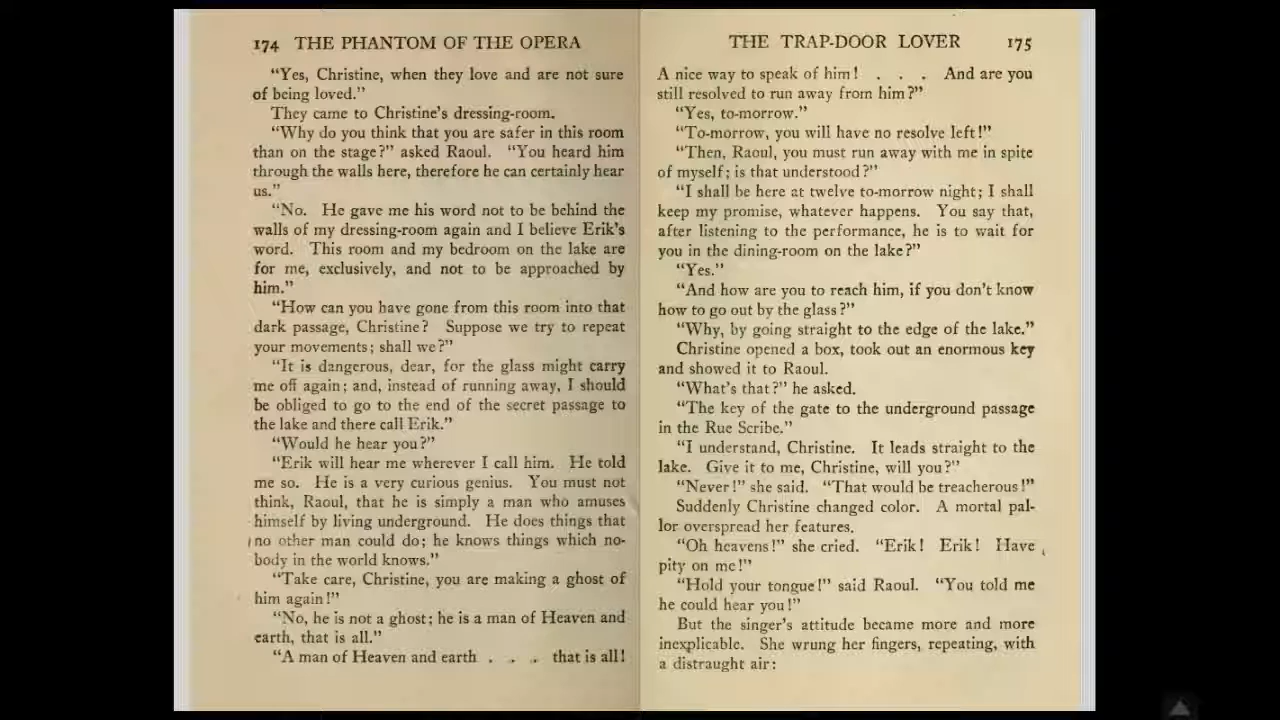 174 THE PHANTOM OF THE OPERA
“Yes, Christine, when they love and are not sure
of being loved.”
They came to Christine’s dressing-room.
“Why do you think that you are safer in this room
than on the stage?” asked Raoul. “You heard him
through the walls here, therefore he can certainly hear
us.”
“No. He gave me his word not to be behind the
walls of my dressing-room again and I believe Erik’s
word. This room and my bedroom on the lake are
for me, exclusively, and not to be approached by
him.”
“How can you have gone from this room into that
dark passage, Christine? Suppose we try to repeat
your movements; shall we?”
“It is dangerous, dear, for the glass might carry
me off again; and, instead of running away, I should
be obliged to go to the end of the secret passage to
the lake and there call Erik.”
“Would he hear you?”
“Erik will hear me wherever I call him. He told
me so. He is a very curious genius. You must not
think, Raoul, that he is simply a man who amuses
himself by living underground. He does things that
no other man could do; he knows things which no-
body in the world knows.”
“Take care, Christine, you are making a ghost of
him again!”
“No, he is not a ghost; he is a man of Heaven and
earth, that is all.”
“A man of Heaven and earth . . . that is all!
THE TRAP-DOOR LOVER 175
A nice way to speak of him! . . . And are you
still resolved to run away from him?”
“Yes, to-morrow.”
“To-morrow, you will have no resolve left!”
“Then, Raoul, you must run away with me in spite
of myself; is that understood?”
“I shall be here at twelve to-morrow night; I shall
keep my promise, whatever happens. You say that,
after listening to the performance, he is to wait for
you in the dining-room on the lake?”
“Yes.”
“And how are you to reach him, if you don’t know
how to go out by the glass?”
“Why, by going straight to the edge of the lake.”
Christine opened a box, took out an enormous key
and showed it to Raoul.
“What’s that?” he asked.
“The key of the gate to the underground passage
in the Rue Scribe.”
“I understand, Christine. It leads straight to the
lake. Give it to me, Christine, will you?”
“Never!” she said. “That would be treacherous!”
Suddenly Christine changed color. A mortal pal-
lor overspread her features.
“Oh heavens!” she cried. “Erik! Erik! Have
pity on me!”
“Hold your tongue!” said Raoul. “You told me
he could hear you!”
But the singer’s attitude became more and more
inexplicable. She wrung her fingers, repeating, with
a distraught air: